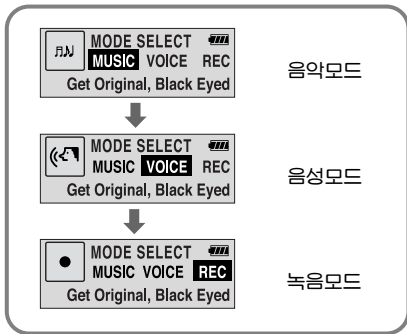 MODE SELECT
MUSIC VOICE REC
Get Original, Black Eyed
음악모드
MODE SELECT
MUSIC VOICE REC
Get Original, Black Eyed
음성모드
MODE SELECT
MUSIC VOICE REC
Get Original, Black Eyed
녹음모드